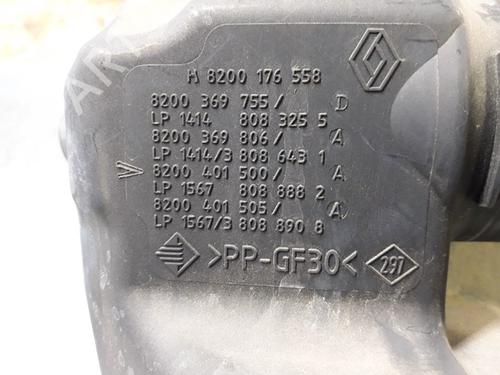 M 8200 176 558
8200 369 755/ D
LP 1414 808 325 5
8200 369 806/ A
LP 1414/3 808 643 1
V 8200 401 500/ A
LP 1567 808 888 2
8200 401 505/ A
LP 1567/3 808 890 8
>PP-GF30< 297